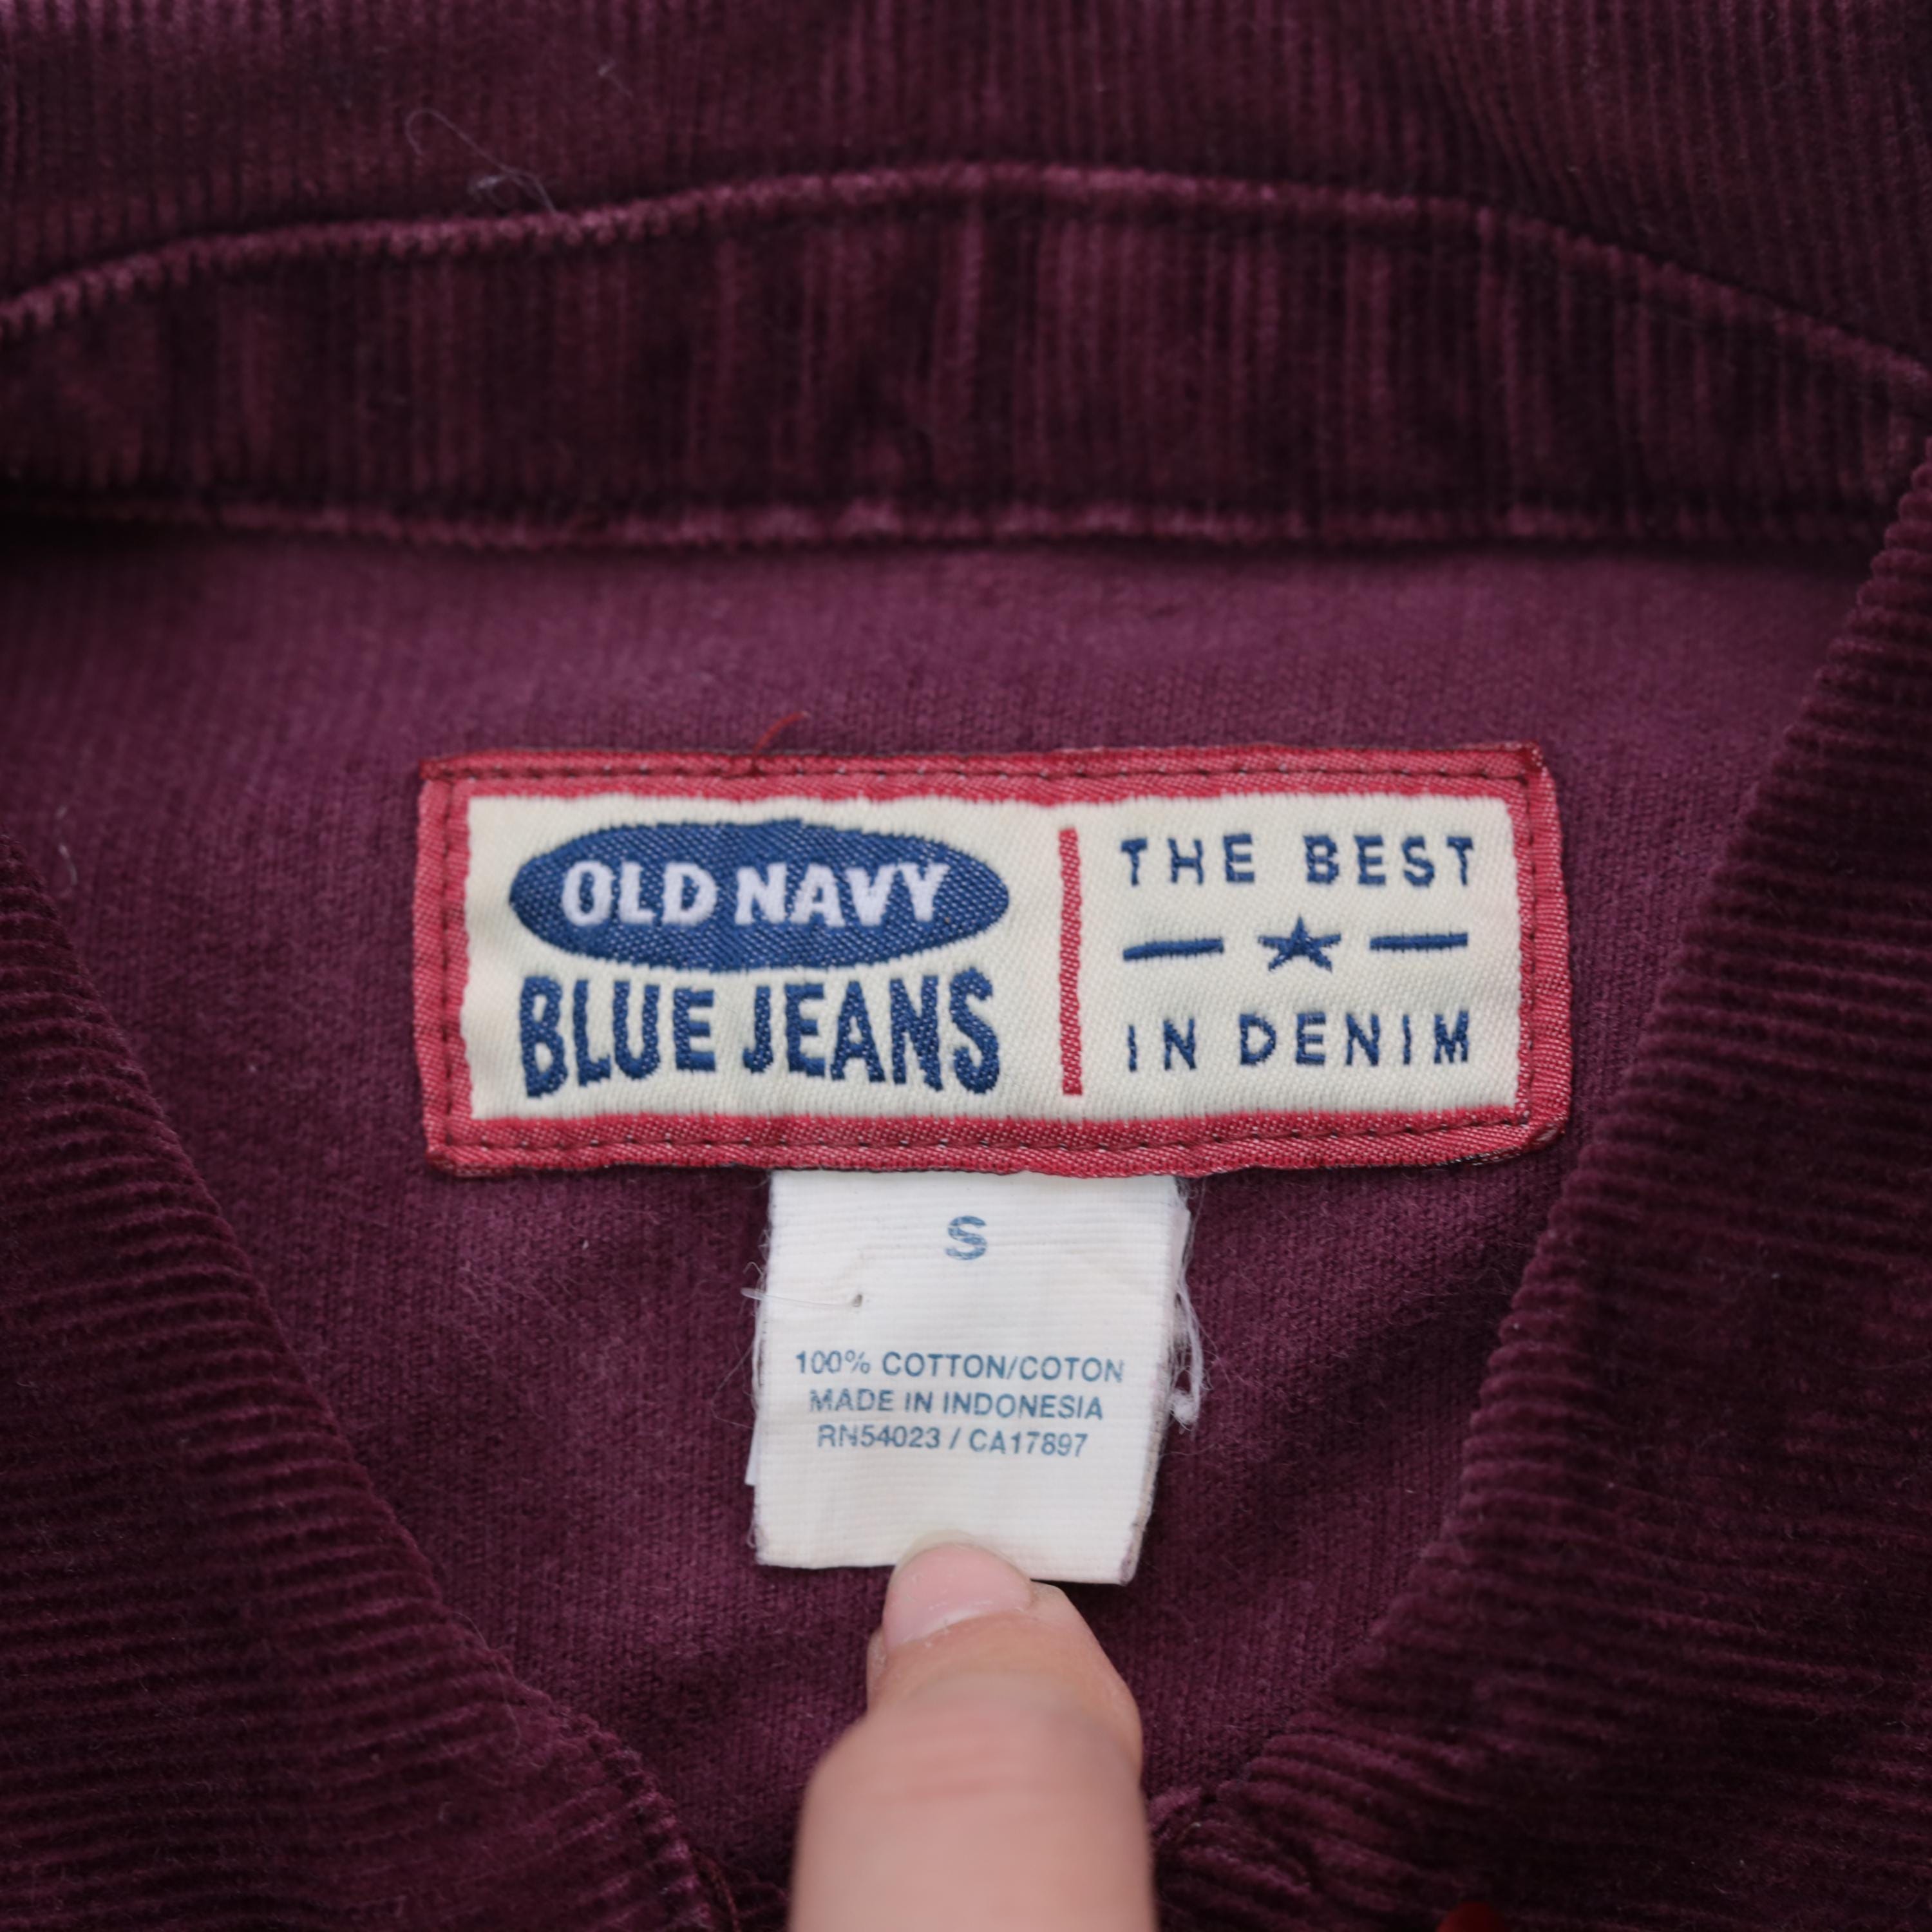 OLD NAVY
BLUE JEANS
THE BEST
IN DENIM
S
100% COTTON/COTON
MADE IN INDONESIA
RN54023 / CA17897